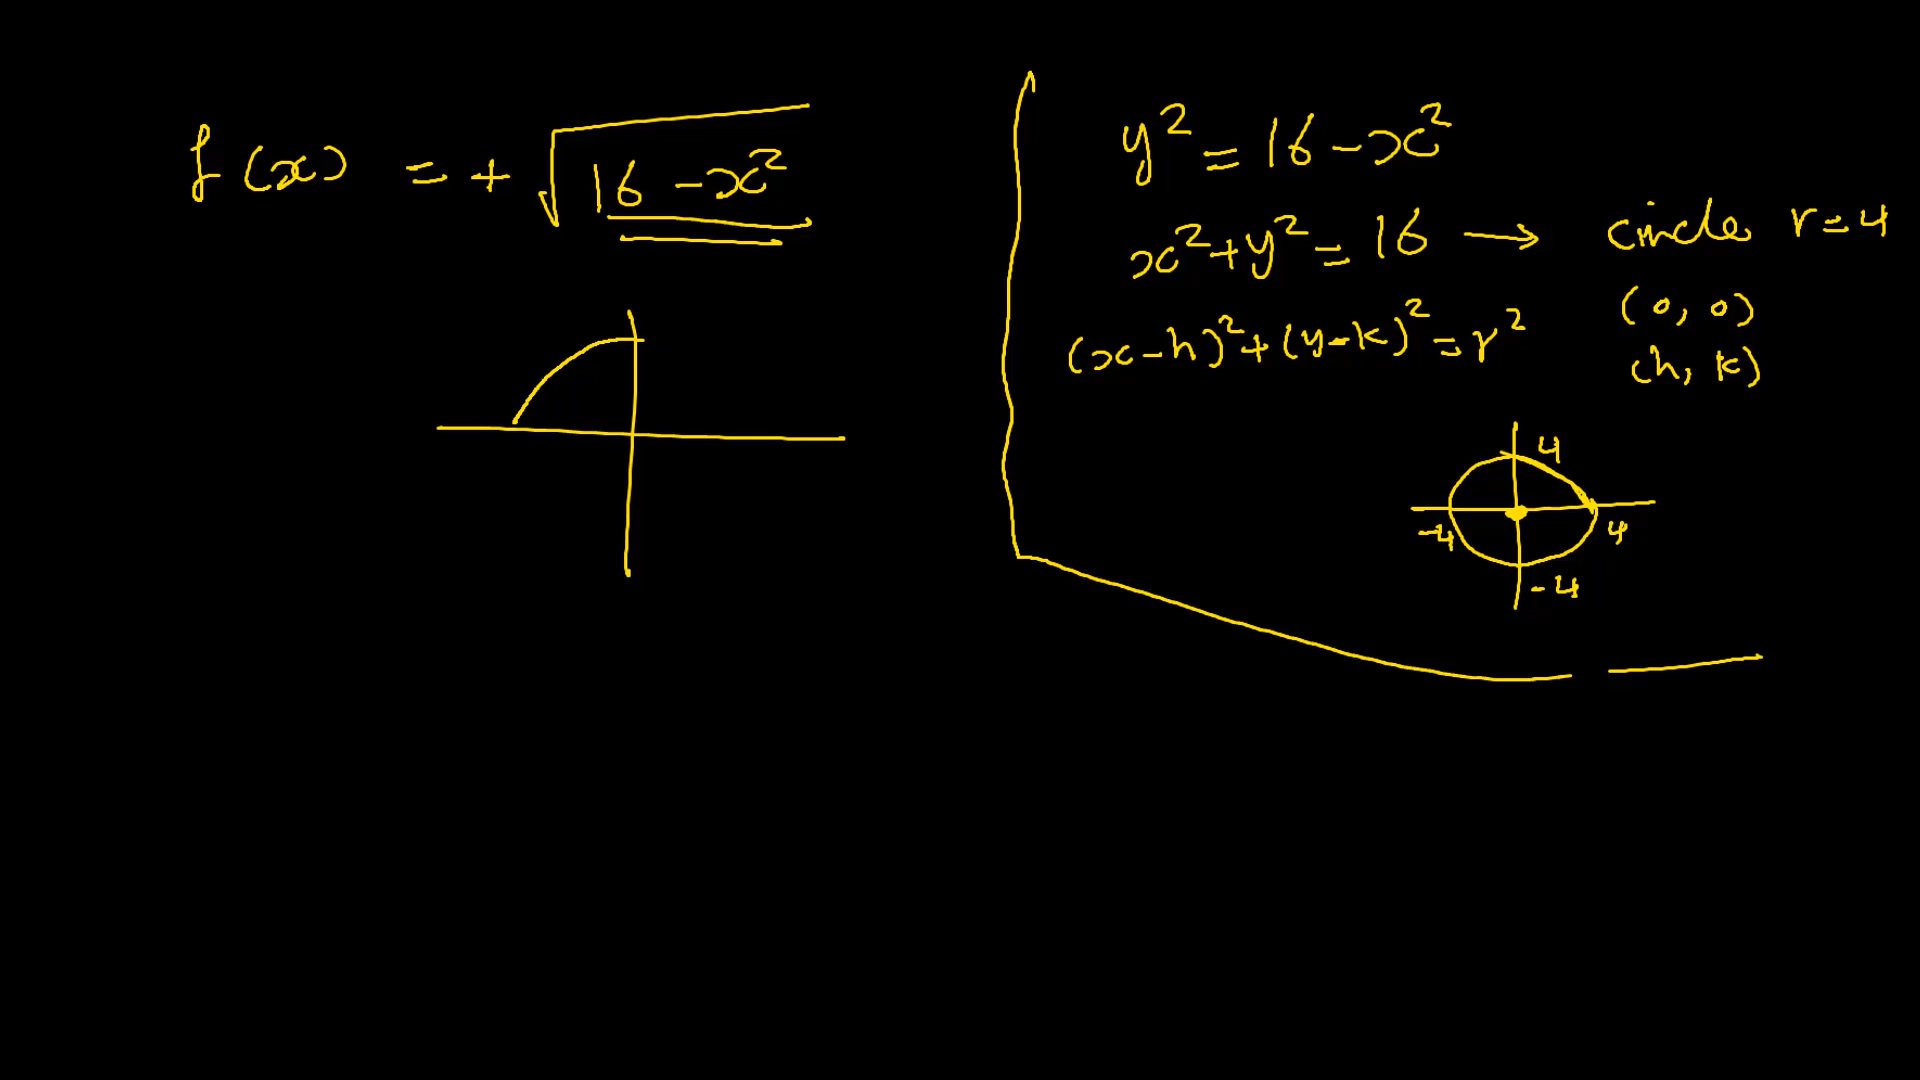 f(x) = + √(16 - x²)
y² = 16 - x²
x² + y² = 16 → circle r = 4
(0, 0)
(x - h)² + (y - k)² = r²
(h, k)
4
-4
4
-4